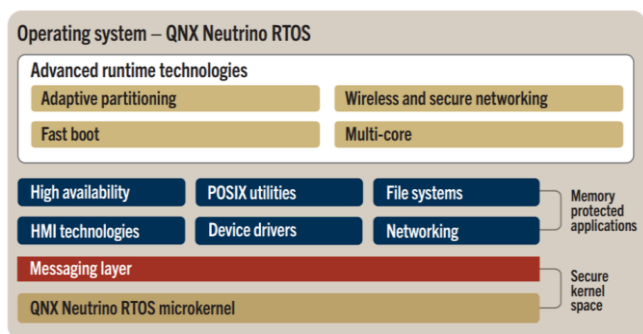 Operating system – QNX Neutrino RTOS
Advanced runtime technologies
Adaptive partitioning
Wireless and secure networking
Fast boot
Multi-core
High availability
POSIX utilities
File systems
HMI technologies
Device drivers
Networking
Memory
protected
applications
Messaging layer
QNX Neutrino RTOS microkernel
Secure
kernel
space